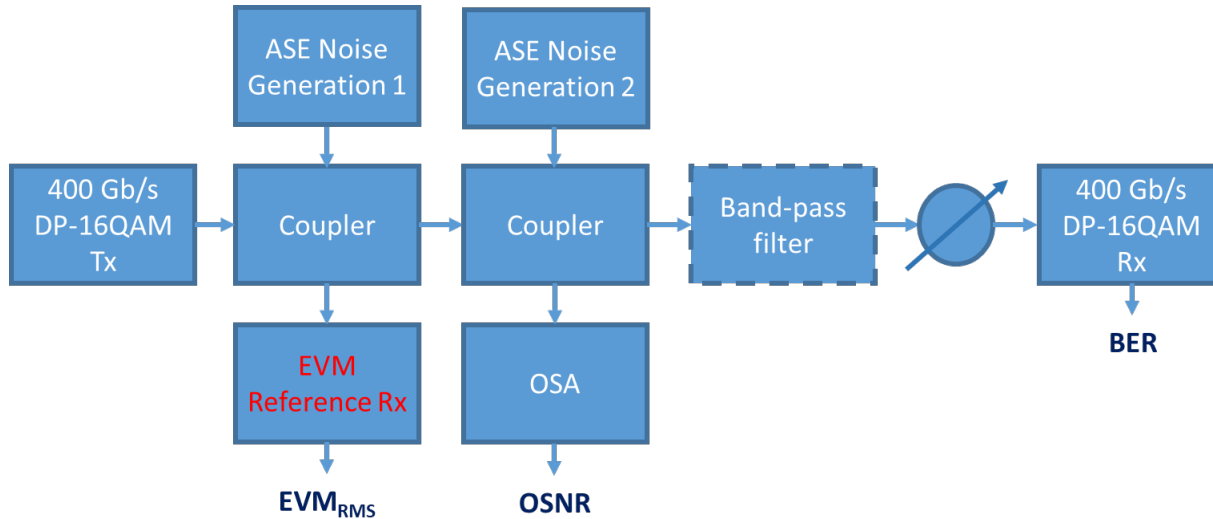 ASE Noise
Generation 1
ASE Noise
Generation 2
400 Gb/s
DP-16QAM
Tx
Coupler
Coupler
Band-pass
filter
400 Gb/s
DP-16QAM
Rx
EVM
Reference Rx
OSA
BER
EVMRMS
OSNR